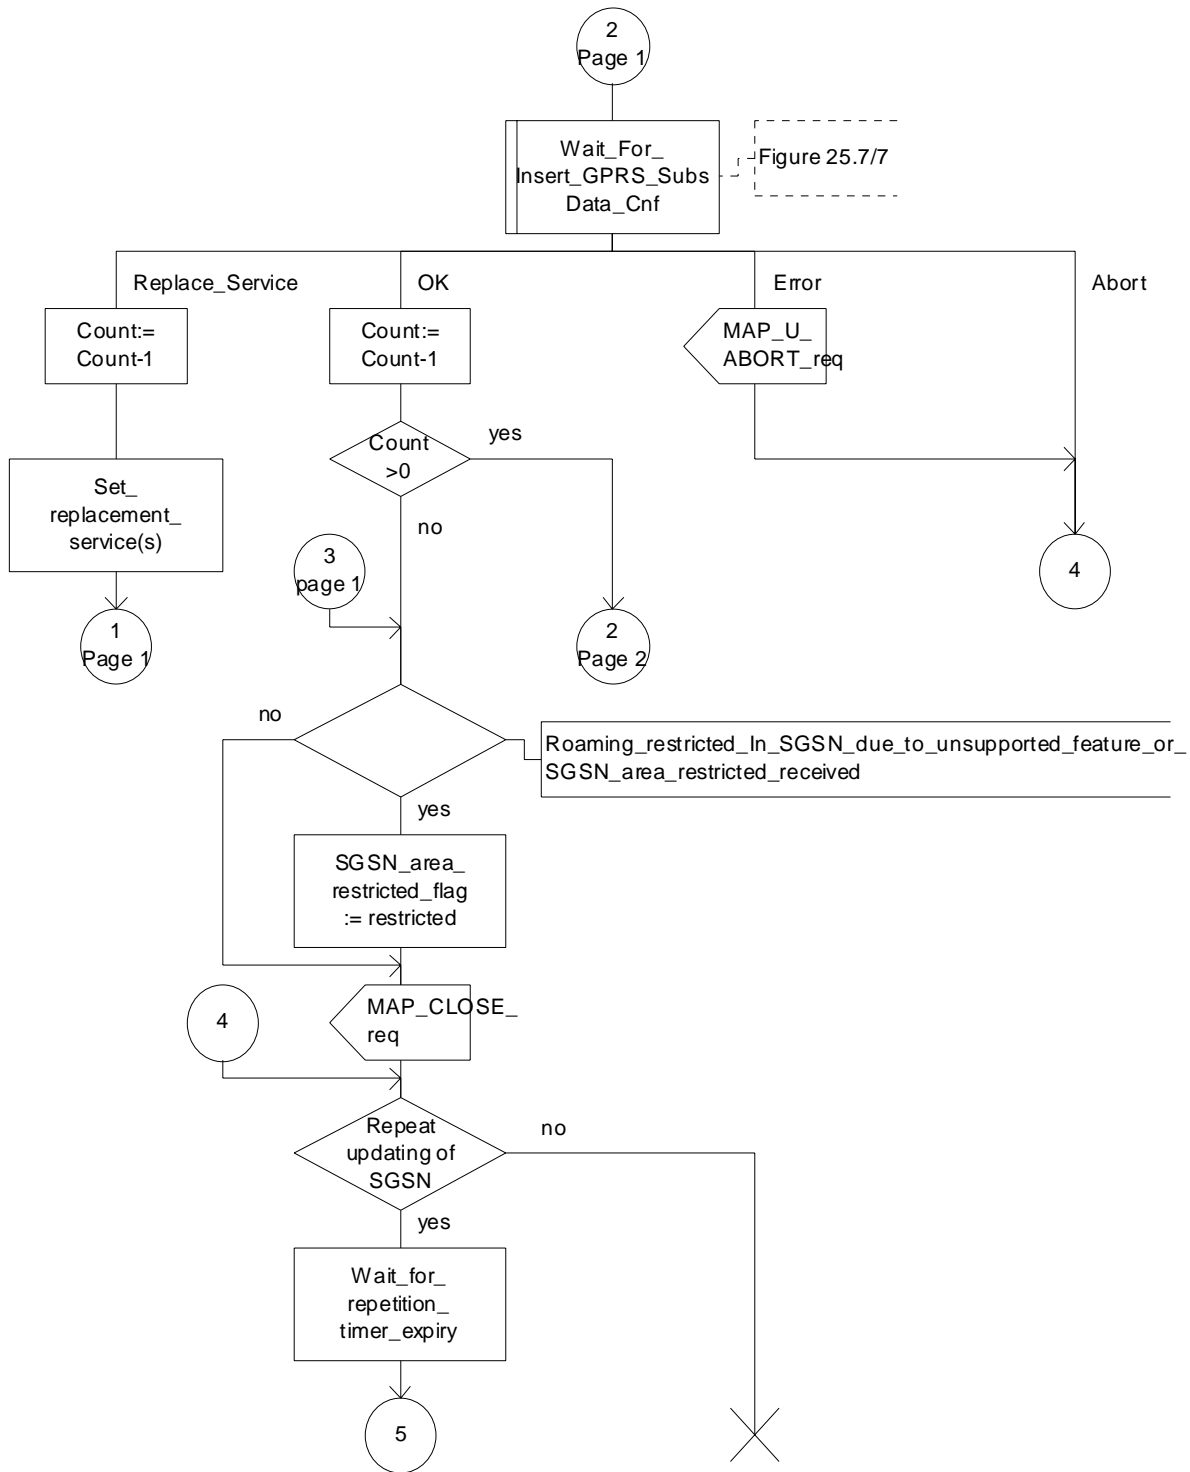 2
Page 1
Wait_For_
Insert_GPRS_Subs
Data_Cnf
Figure 25.7/7
Replace_Service
OK
Error
Abort
Count:=
Count-1
Count:=
Count-1
MAP_U_
ABORT_req
Count
>0
yes
no
Set_
replacement_
service(s)
3
page 1
4
1
Page 1
2
Page 2
no
Roaming_restricted_In_SGSN_due_to_unsupported_feature_or_
SGSN_area_restricted_received
yes
SGSN_area_
restricted_flag
:= restricted
4
MAP_CLOSE_
req
Repeat
updating of
SGSN
no
yes
Wait_for_
repetition_
timer_expiry
5